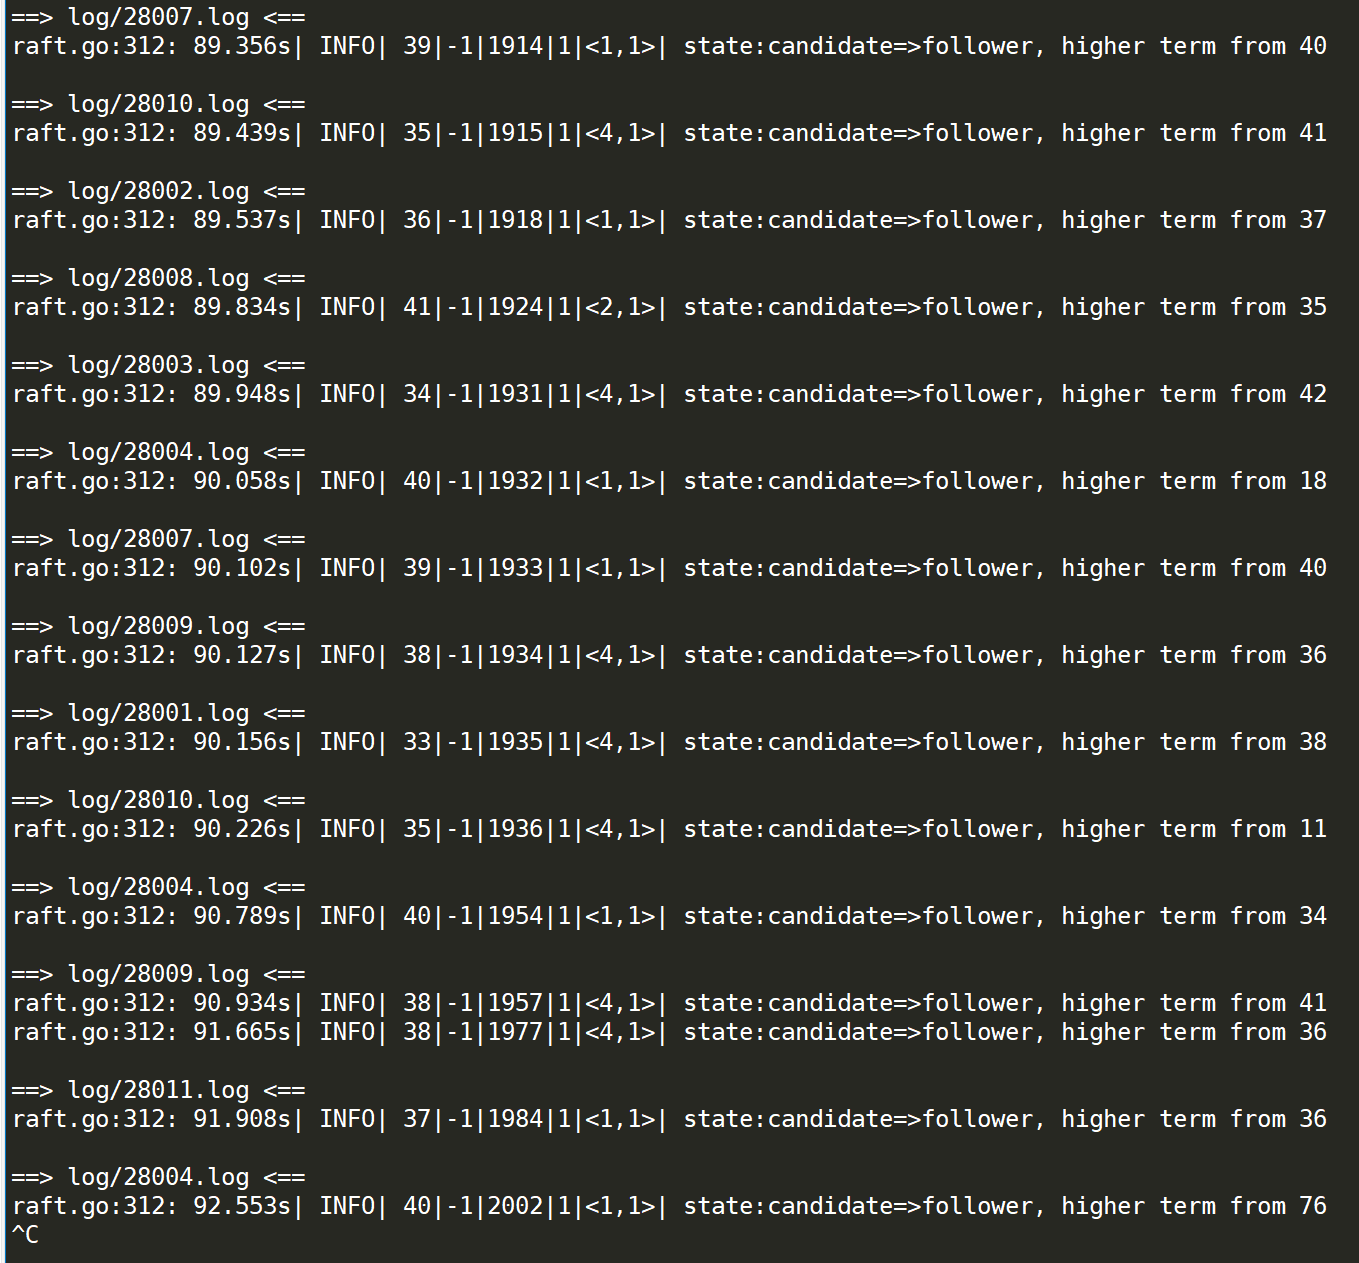 ==> log/28007.log <==
raft.go:312: 89.356s| INFO| 39|-1|1914|1|<1,1>| state:candidate=>follower, higher term from 40
==> log/28010.log <==
raft.go:312: 89.439s| INFO| 35|-1|1915|1|<4,1>| state:candidate=>follower, higher term from 41
==> log/28002.log <==
raft.go:312: 89.537s| INFO| 36|-1|1918|1|<1,1>| state:candidate=>follower, higher term from 37
==> log/28008.log <==
raft.go:312: 89.834s| INFO| 41|-1|1924|1|<2,1>| state:candidate=>follower, higher term from 35
==> log/28003.log <==
raft.go:312: 89.948s| INFO| 34|-1|1931|1|<4,1>| state:candidate=>follower, higher term from 42
==> log/28004.log <==
raft.go:312: 90.058s| INFO| 40|-1|1932|1|<1,1>| state:candidate=>follower, higher term from 18
==> log/28007.log <==
raft.go:312: 90.102s| INFO| 39|-1|1933|1|<1,1>| state:candidate=>follower, higher term from 40
==> log/28009.log <==
raft.go:312: 90.127s| INFO| 38|-1|1934|1|<4,1>| state:candidate=>follower, higher term from 36
==> log/28001.log <==
raft.go:312: 90.156s| INFO| 33|-1|1935|1|<4,1>| state:candidate=>follower, higher term from 38
==> log/28010.log <==
raft.go:312: 90.226s| INFO| 35|-1|1936|1|<4,1>| state:candidate=>follower, higher term from 11
==> log/28004.log <==
raft.go:312: 90.789s| INFO| 40|-1|1954|1|<1,1>| state:candidate=>follower, higher term from 34
==> log/28009.log <==
raft.go:312: 90.934s| INFO| 38|-1|1957|1|<4,1>| state:candidate=>follower, higher term from 41
raft.go:312: 91.665s| INFO| 38|-1|1977|1|<4,1>| state:candidate=>follower, higher term from 36
==> log/28011.log <==
raft.go:312: 91.908s| INFO| 37|-1|1984|1|<1,1>| state:candidate=>follower, higher term from 36
==> log/28004.log <==
raft.go:312: 92.553s| INFO| 40|-1|2002|1|<1,1>| state:candidate=>follower, higher term from 76
^C